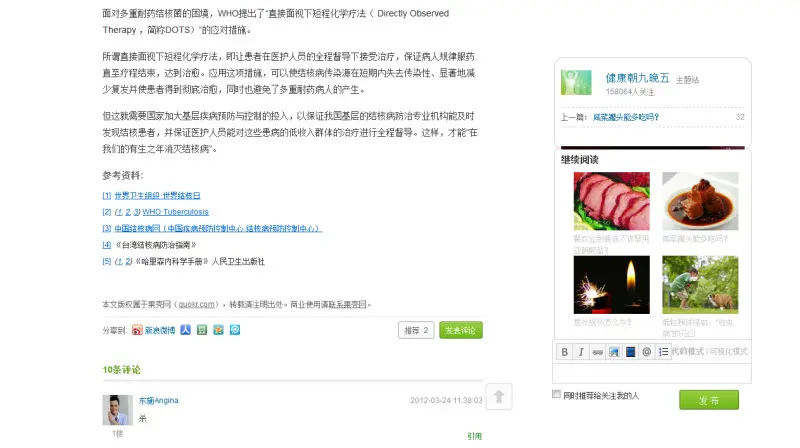 面对多重耐药结核菌的困境，WHO提出了"直接面视下短程化学疗法（ Directly Observed
Therapy ，简称DOTS）"的应对措施。
所谓直接面视下短程化学疗法，即让患者在医护人员的全程督导下接受治疗，保证病人规律服药
直至疗程结束，达到治愈。应用这项措施，可以使结核病传染源在短期内失去传染性、显著地减
少复发并使患者得到彻底治愈，同时也避免了多重耐药病人的产生。
但这就需要国家加大基层疾病预防与控制的投入，以保证我国基层的结核病防治专业机构能及时
发现结核患者，并保证医护人员能对这些患病的低收入群体的治疗进行全程督导。这样，才能"在
我们的有生之年消灭结核病"。
参考资料:
[1] 世界卫生组织:世界结核日
[2] (1, 2, 3) WHO:Tuberculosis
[3] 中国结核病网（中国疾病预防控制中心·结核病预防控制中心）
[4] 《台湾结核病防治指南》
[5] (1, 2)《哈里森内科学手册》人民卫生出版社
本文版权属于果壳网（guokr.com），转载请注明出处。商业使用请联系果壳网。
分享到: 新浪微博
推荐 2
发表评论
10条评论
东施Angina
2012-03-24 11:38:03
杀
1楼
引用
健康朝九晚五 主题站
158064人关注
上一篇: 咸菜罐头能多吃吗? 32
继续阅读
咸菜罐头能多吃吗?
B I @ 代码模式 | 可视化模式
同时推荐给关注我的人
发 布